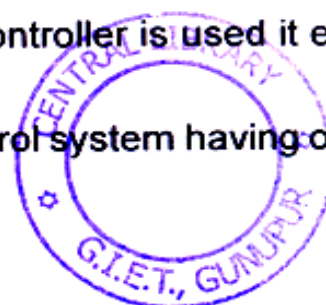 ontroller is used it e
CENTRAL LIBRARY
rol system having o
G.I.E.T., GUNUPUR